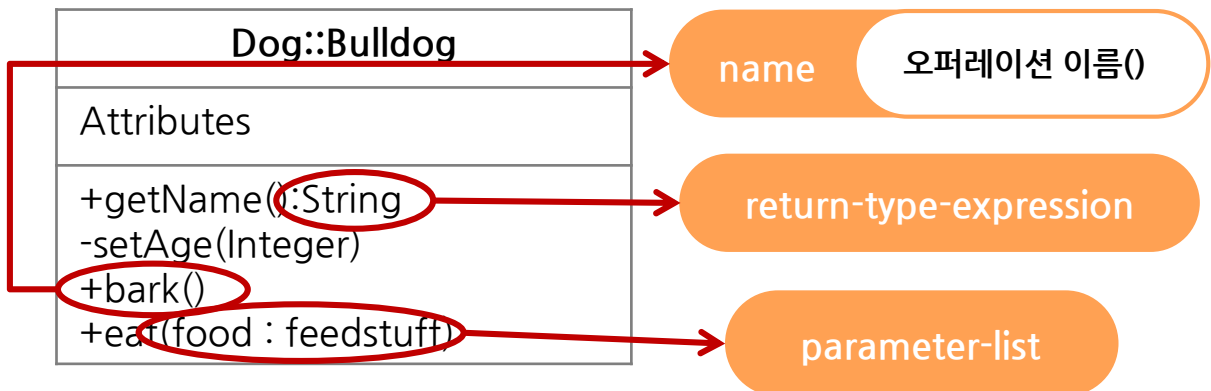 Dog::Bulldog
Attributes
+getName():String
-setAge(Integer)
+bark()
+eat(food : feedstuff)
name 오퍼레이션 이름()
return-type-expression
parameter-list